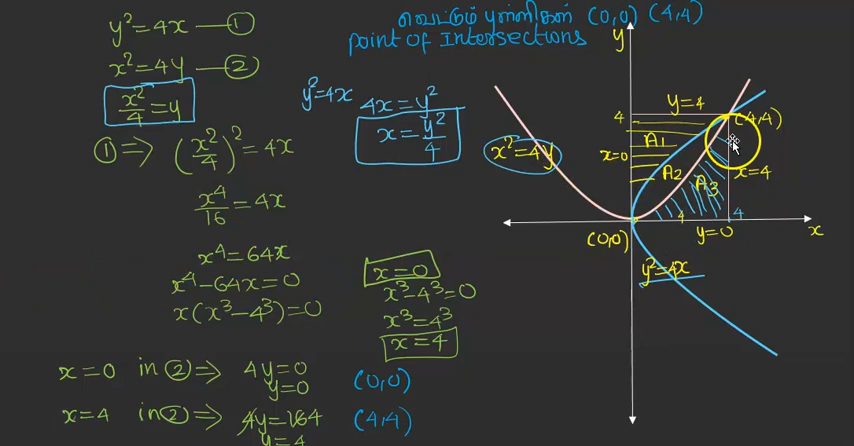 y² = 4x —①
x² = 4y —②
x²/4 = y
① ⇒ (x²/4)² = 4x
x⁴/16 = 4x
x⁴ = 64x
x⁴ - 64x = 0
x(x³ - 4³) = 0
x = 0
x³ - 4³ = 0
x³ = 4³
x = 4
x = 0 in ② ⇒ 4y = 0
y = 0
(0,0)
x = 4 in ② ⇒ 4y = 164
y = 4
(4,4)
y² = 4x
4x = y²
x = y²/4
வெட்டும் புள்ளிகள் (0,0) (4,4)
point of Intersections
y
y = 4
4
(4,4)
A1
x = 0
x² = 4y
A2
A3
x = 4
4
4
(0,0)
y = 0
x
y² = 4x